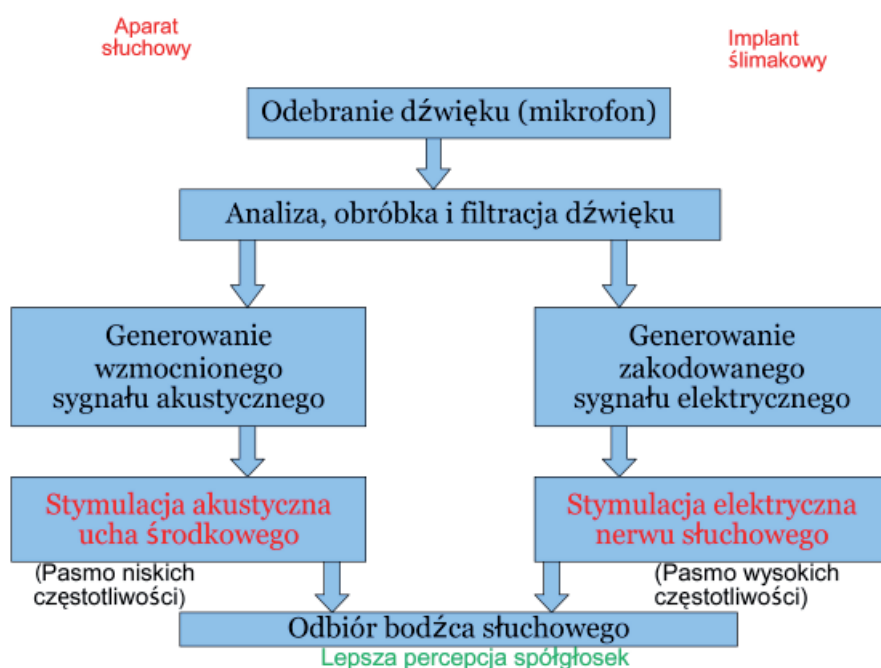 Aparat
słuchowy
Implant
ślimakowy
Odebranie dźwięku (mikrofon)
Analiza, obróbka i filtracja dźwięku
Generowanie
wzmocnionego
sygnału akustycznego
Generowanie
zakodowanego
sygnału elektrycznego
Stymulacja akustyczna
ucha środkowego
Stymulacja elektryczna
nerwu słuchowego
(Pasmo niskich
częstotliwości)
(Pasmo wysokich
częstotliwości)
Odbiór bodźca słuchowego
Lepsza percepcja spółgłosek